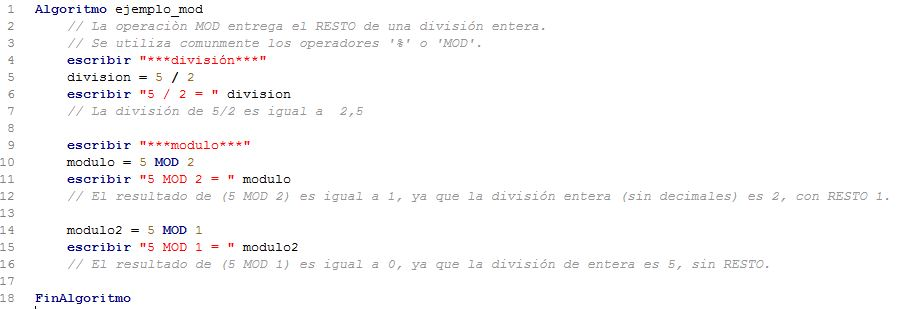 1 Algoritmo ejemplo_mod
2 // La operaciòn MOD entrega el RESTO de una división entera.
3 // Se utiliza comunmente los operadores '%' o 'MOD'.
4 escribir "***división***"
5 division = 5 / 2
6 escribir "5 / 2 = " division
7 // La división de 5/2 es igual a  2,5
8
9 escribir "***modulo***"
10 modulo = 5 MOD 2
11 escribir "5 MOD 2 = " modulo
12 // El resultado de (5 MOD 2) es igual a 1, ya que la división entera (sin decimales) es 2, con RESTO 1.
13
14 modulo2 = 5 MOD 1
15 escribir "5 MOD 1 = " modulo2
16 // El resultado de (5 MOD 1) es igual a 0, ya que la división de entera es 5, sin RESTO.
17
18 FinAlgoritmo